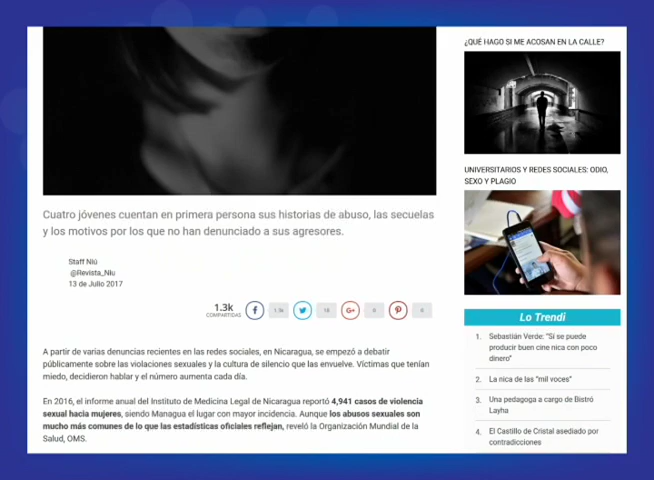 Cuatro jóvenes cuentan en primera persona sus historias de abuso, las secuelas
y los motivos por los que no han denunciado a sus agresores.
Staff Niú
@Revista_Niu
13 de Julio 2017
1.3k
COMPARTIDAS
1.3k
18
0
0
A partir de varias denuncias recientes en las redes sociales, en Nicaragua, se empezó a debatir
públicamente sobre las violaciones sexuales y la cultura de silencio que las envuelve. Víctimas que tenían
miedo, decidieron hablar y el número aumenta cada día.
En 2016, el informe anual del Instituto de Medicina Legal de Nicaragua reportó 4,941 casos de violencia
sexual hacia mujeres, siendo Managua el lugar con mayor incidencia. Aunque los abusos sexuales son
mucho más comunes de lo que las estadísticas oficiales reflejan, reveló la Organización Mundial de la
Salud, OMS.
¿QUÉ HAGO SI ME ACOSAN EN LA CALLE?
UNIVERSITARIOS Y REDES SOCIALES: ODIO,
SEXO Y PLAGIO
Lo Trendi
1. Sebastián Verde: "Sí se puede
producir buen cine nica con poco
dinero"
2. La nica de las "mil voces"
3. Una pedagoga a cargo de Bistró
Layha
4. El Castillo de Cristal asediado por
contradicciones